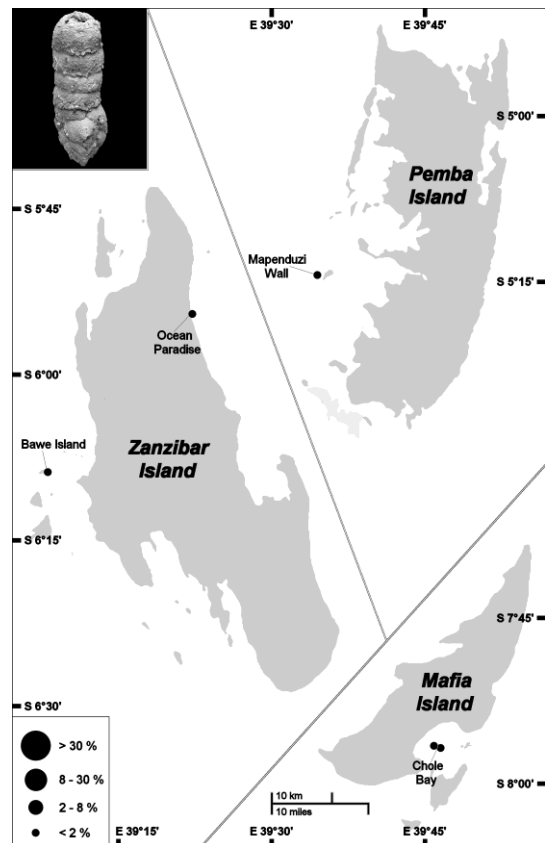 E 39°30'
E 39°45'
S 5°00'
Pemba
Island
S 5°45'
Mapenduzi
Wall
S 5°15'
Ocean
Paradise
S 6°00'
Bawe Island
Zanzibar
Island
S 6°15'
S 7°45'
Mafia
Island
S 6°30'
> 30 %
Chole
Bay
8 - 30 %
S 8°00'
10 km
2 - 8 %
10 miles
< 2 %
E 39°15'
E 39°30'
E 39°45'